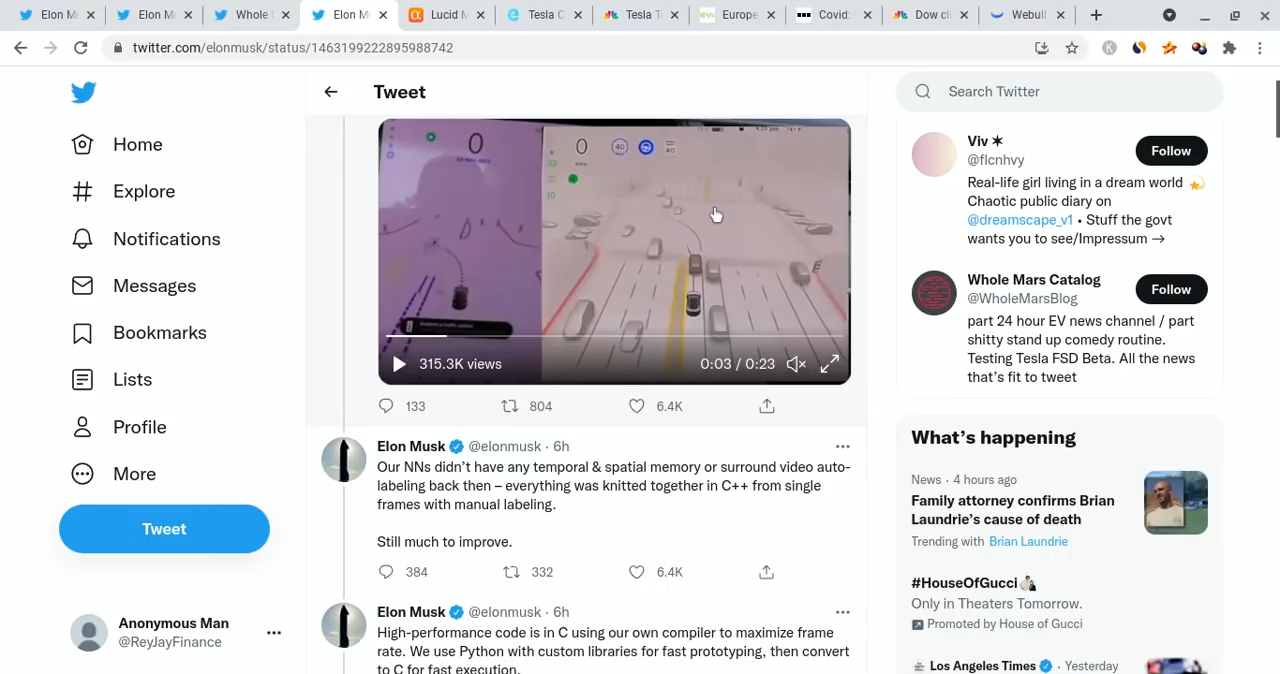 Elon M
Elon M
Whole
Elon M
Lucid M
Tesla C
Tesla T
Europe
Covid:
Dow cl
Webull
twitter.com/elonmusk/status/1463199222895988742
Home
Explore
Notifications
Messages
Bookmarks
Lists
Profile
More
Tweet
Anonymous Man
@ReyJayFinance
Tweet
0
0
40
40
315.3K views
0:03 / 0:23
133
804
6.4K
Elon Musk @elonmusk · 6h
Our NNs didn’t have any temporal & spatial memory or surround video auto-
labeling back then – everything was knitted together in C++ from single
frames with manual labeling.
Still much to improve.
384
332
6.4K
Elon Musk @elonmusk · 6h
High-performance code is in C using our own compiler to maximize frame
rate. We use Python with custom libraries for fast prototyping, then convert
to C for fast execution.
Search Twitter
Viv ✶
@flcnhvy
Follow
Real-life girl living in a dream world 💫
Chaotic public diary on
@dreamscape_v1 • Stuff the govt
wants you to see/Impressum →
Whole Mars Catalog
@WholeMarsBlog
Follow
part 24 hour EV news channel / part
shitty stand up comedy routine.
Testing Tesla FSD Beta. All the news
that’s fit to tweet
What’s happening
News · 4 hours ago
Family attorney confirms Brian
Laundrie’s cause of death
Trending with Brian Laundrie
#HouseOfGucci
Only in Theaters Tomorrow.
Promoted by House of Gucci
Los Angeles Times · Yesterday